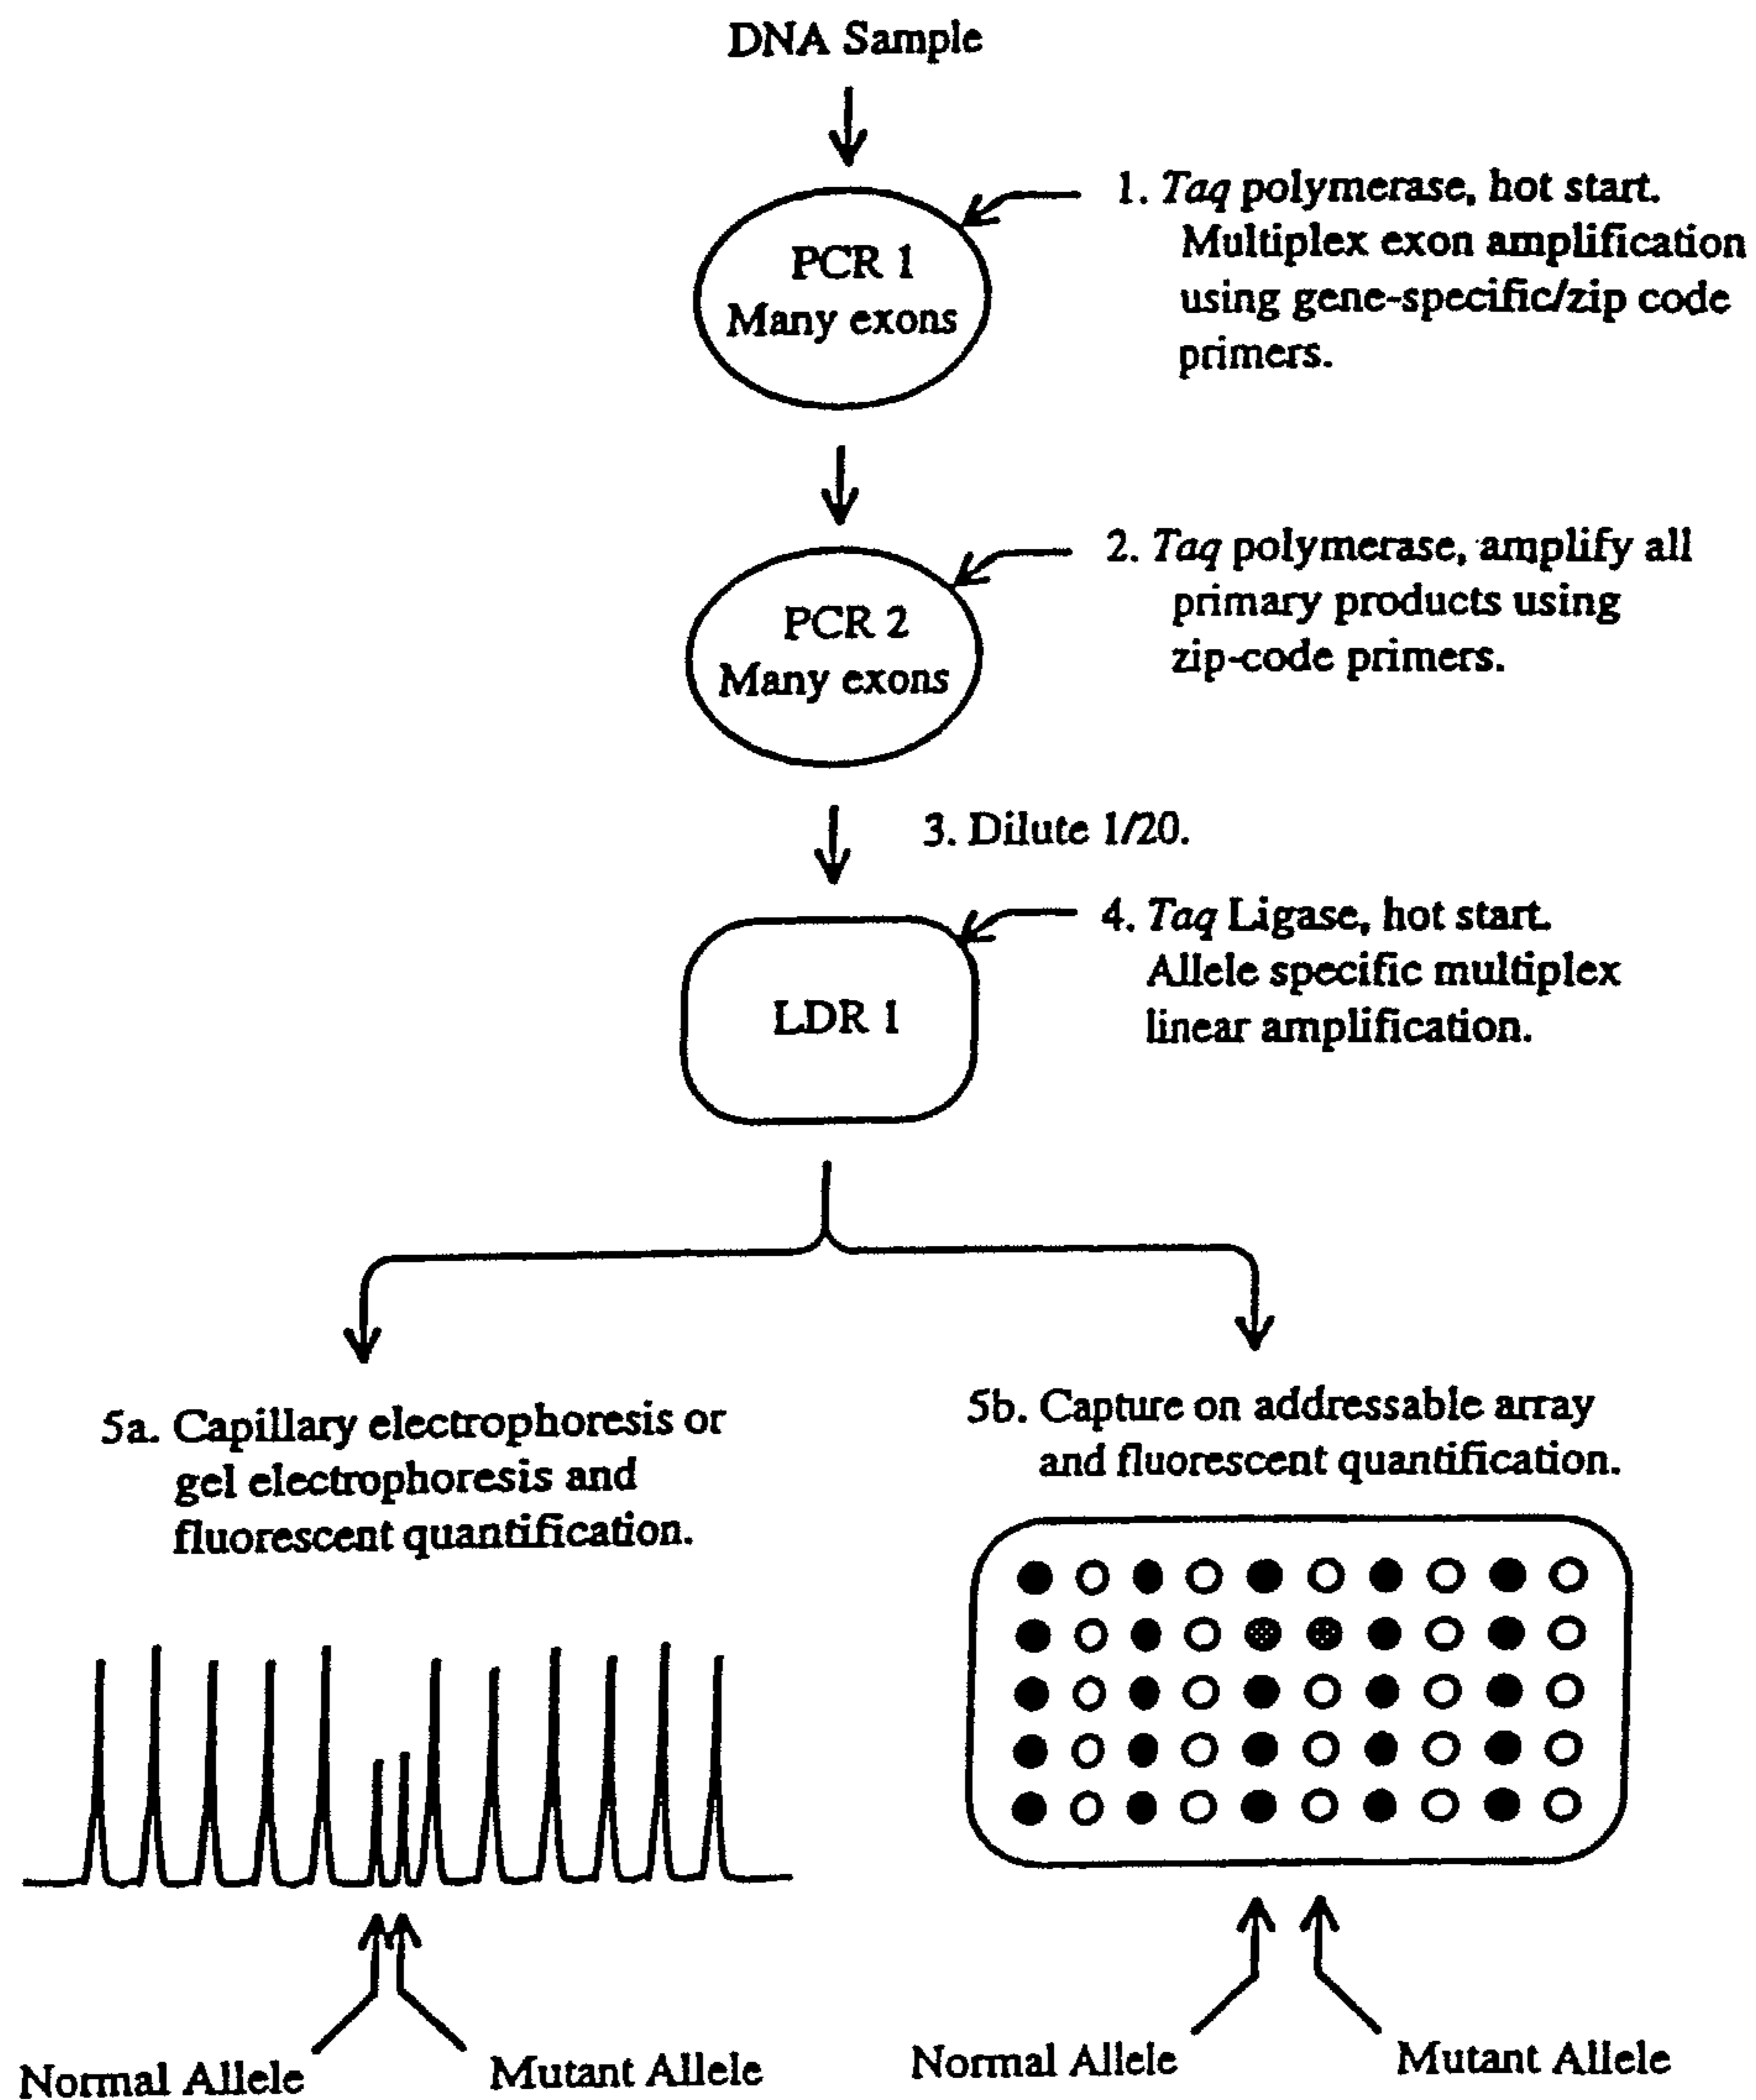 DNA Sample
PCR 1
Many exons
1. Taq polymerase, hot start.
Multiplex exon amplification
using gene-specific/zip code
primers.
PCR 2
Many exons
2. Taq polymerase, amplify all
primary products using
zip-code primers.
3. Dilute 1/20.
LDR 1
4. Taq Ligase, hot start.
Allele specific multiplex
linear amplification.
5a. Capillary electrophoresis or
gel electrophoresis and
fluorescent quantification.
5b. Capture on addressable array
and fluorescent quantification.
Normal Allele
Mutant Allele
Normal Allele
Mutant Allele